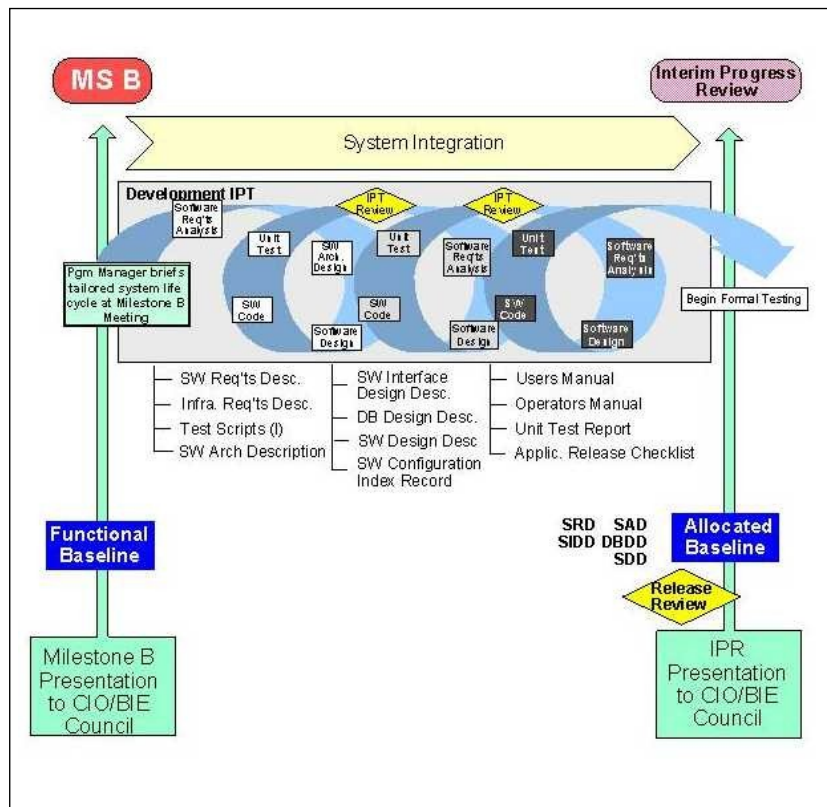 MS B
Interim Progress
Review
System Integration
Development IPT
Software
Req'ts
Analysis
IPT
Review
IPT
Review
Unit
Test
SW
Arch.
Design
Unit
Test
Software
Req'ts
Analysis
Unit
Test
Software
Req'ts
Analysis
Pgm Manager briefs
tailored system life
cycle at Milestone B
Meeting
Begin Formal Testing
SW
Code
Software
Design
SW
Code
Software
Design
SW
Code
Software
Design
SW Req'ts Desc.
Infra. Req'ts Desc.
Test Scripts (I)
SW Arch Description
SW Interface
Design Desc.
DB Design Desc.
SW Design Desc
SW Configuration
Index Record
Users Manual
Operators Manual
Unit Test Report
Applic. Release Checklist
Functional
Baseline
SRD SAD
SIDD DBDD
SDD
Allocated
Baseline
Release
Review
Milestone B
Presentation
to CIO/BIE
Council
IPR
Presentation
to CIO/BIE
Council